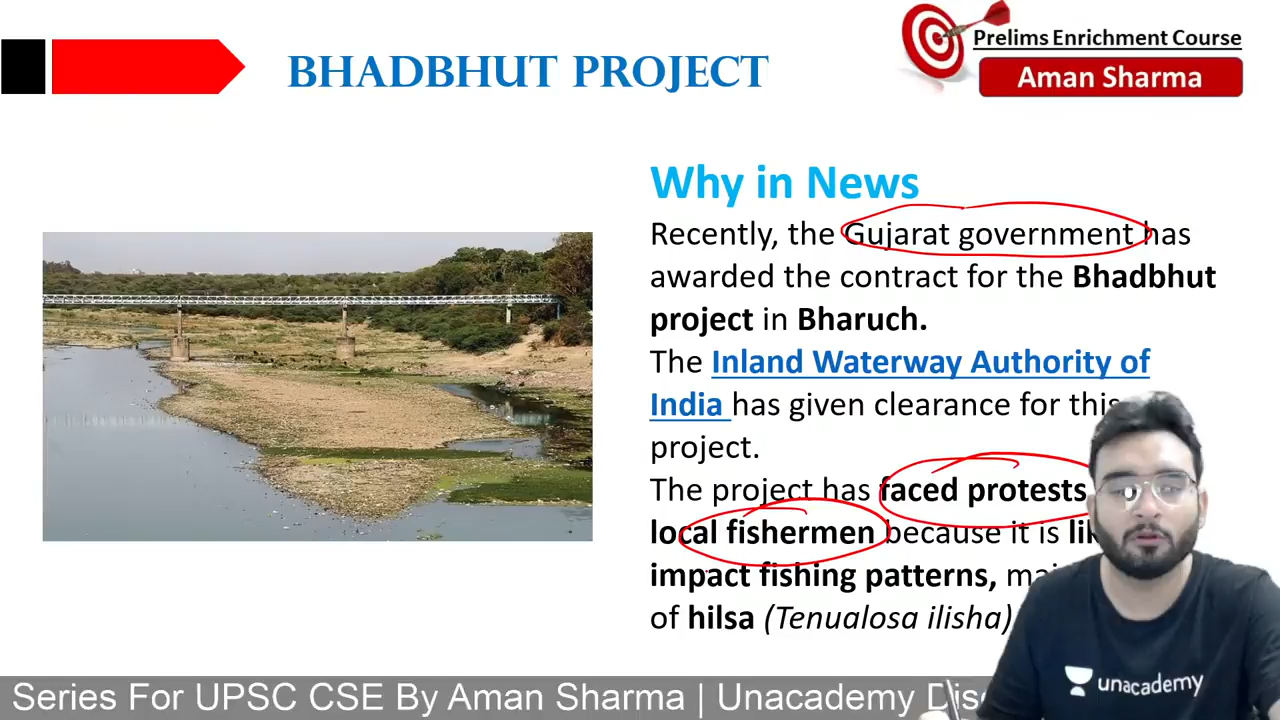 BHADBHUT PROJECT
Prelims Enrichment Course
Aman Sharma
Why in News
Recently, the Gujarat government has
awarded the contract for the Bhadbhut
project in Bharuch.
The Inland Waterway Authority of
India has given clearance for this
project.
The project has faced protests
local fishermen because it is
impact fishing patterns,
of hilsa (Tenualosa ilisha)
unacademy
Series For UPSC CSE By Aman Sharma | Unacademy